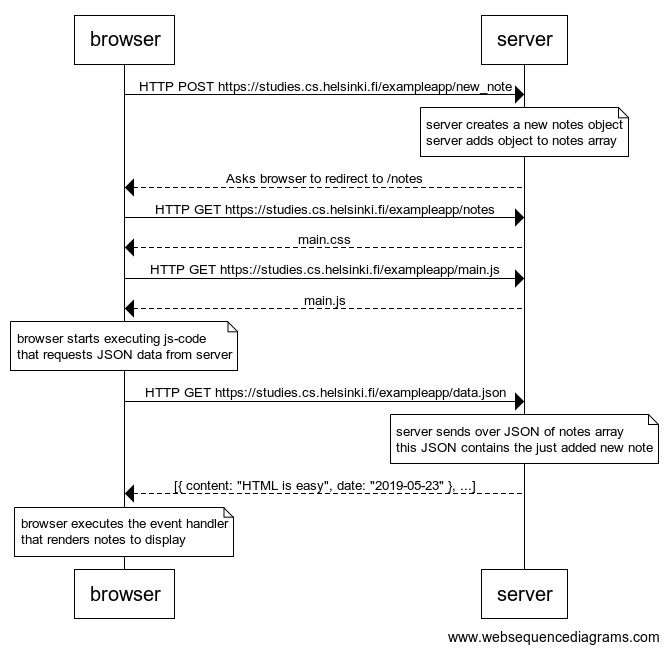 browser
server
HTTP POST https://studies.cs.helsinki.fi/exampleapp/new_note
server creates a new notes object
server adds object to notes array
Asks browser to redirect to /notes
HTTP GET https://studies.cs.helsinki.fi/exampleapp/notes
main.css
HTTP GET https://studies.cs.helsinki.fi/exampleapp/main.js
main.js
browser starts executing js-code
that requests JSON data from server
HTTP GET https://studies.cs.helsinki.fi/exampleapp/data.json
server sends over JSON of notes array
this JSON contains the just added new note
[{ content: "HTML is easy", date: "2019-05-23" }, ...]
browser executes the event handler
that renders notes to display
browser
server
www.websequencediagrams.com